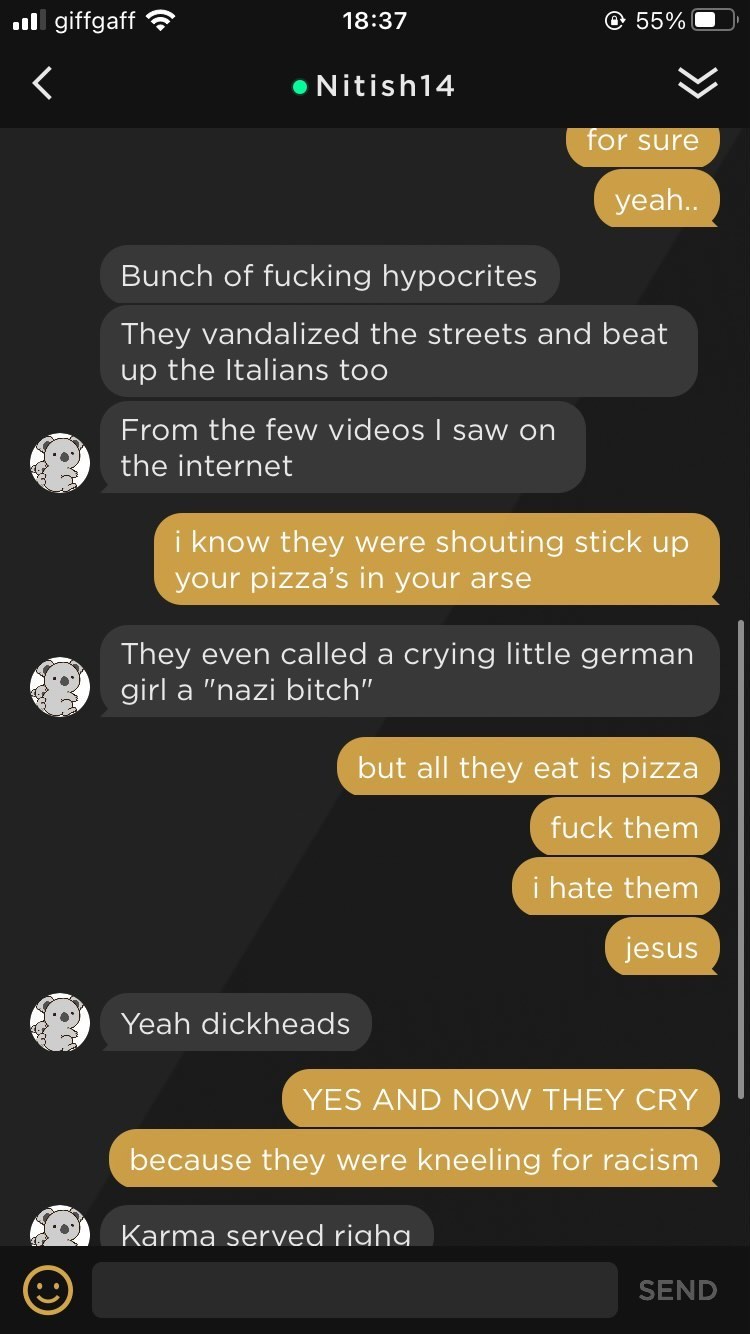 giffgaff 18:37 55%
Nitish14
for sure
yeah..
Bunch of fucking hypocrites
They vandalized the streets and beat
up the Italians too
From the few videos I saw on
the internet
i know they were shouting stick up
your pizza’s in your arse
They even called a crying little german
girl a "nazi bitch"
but all they eat is pizza
fuck them
i hate them
jesus
Yeah dickheads
YES AND NOW THEY CRY
because they were kneeling for racism
Karma served righg
SEND